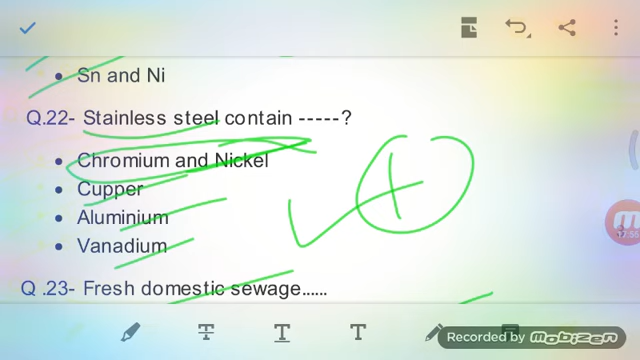 Sn and Ni
Q.22- Stainless steel contain -----?
Chromium and Nickel
Cupper
Aluminium
Vanadium
Q .23- Fresh domestic sewage......
Recorded by mobizen